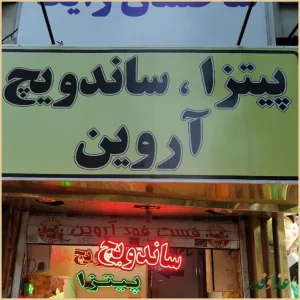 پیتزا ، ساندویچ
آروین
فست فود آروین
ساندویچ
پیتزا